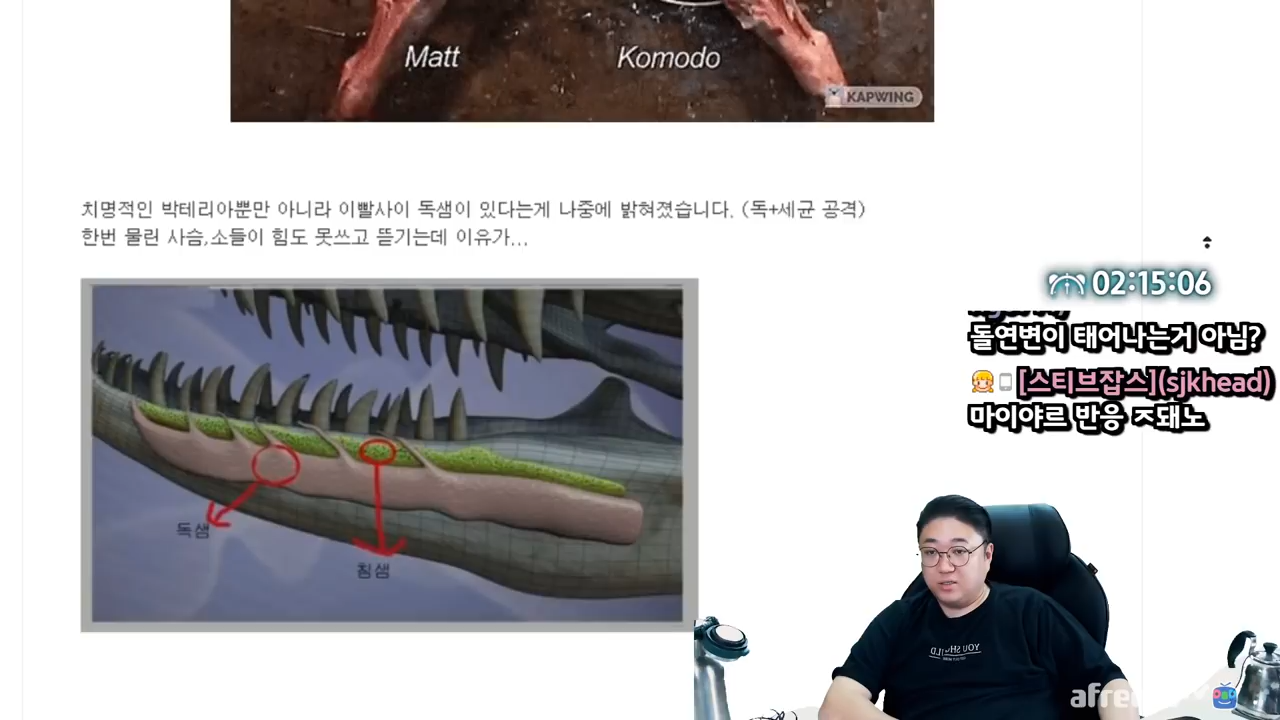 Matt
Komodo
KAPWING
치명적인 박테리아뿐만 아니라 이빨사이 독샘이 있다는게 나중에 밝혀졌습니다. (독+세균 공격)
한번 물린 사슴,소들이 힘도 못쓰고 뜯기는데 이유가...
독샘
침샘
02:15:06
돌연변이 태어나는거 아님?
[스티브잡스](sjkhead)
마이야르 반응 ㅈ돼노